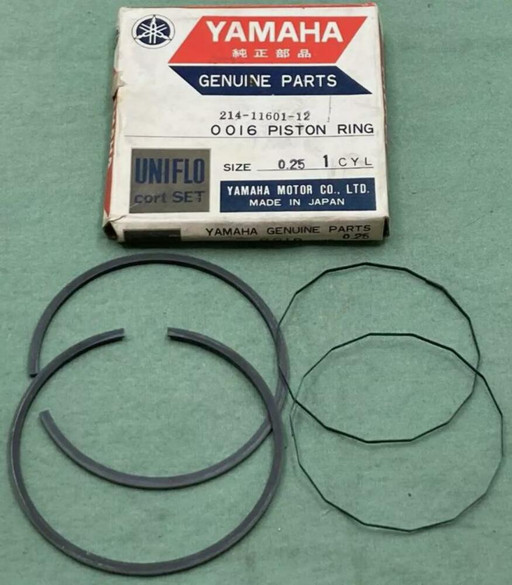 YAMAHA
純正部品
GENUINE PARTS
214-11601-12
0016 PISTON RING
UNIFLO
cort SET
SIZE 0.25 1 CYL
YAMAHA MOTOR CO., LTD.
MADE IN JAPAN
YAMAHA GENUINE PARTS
0.25